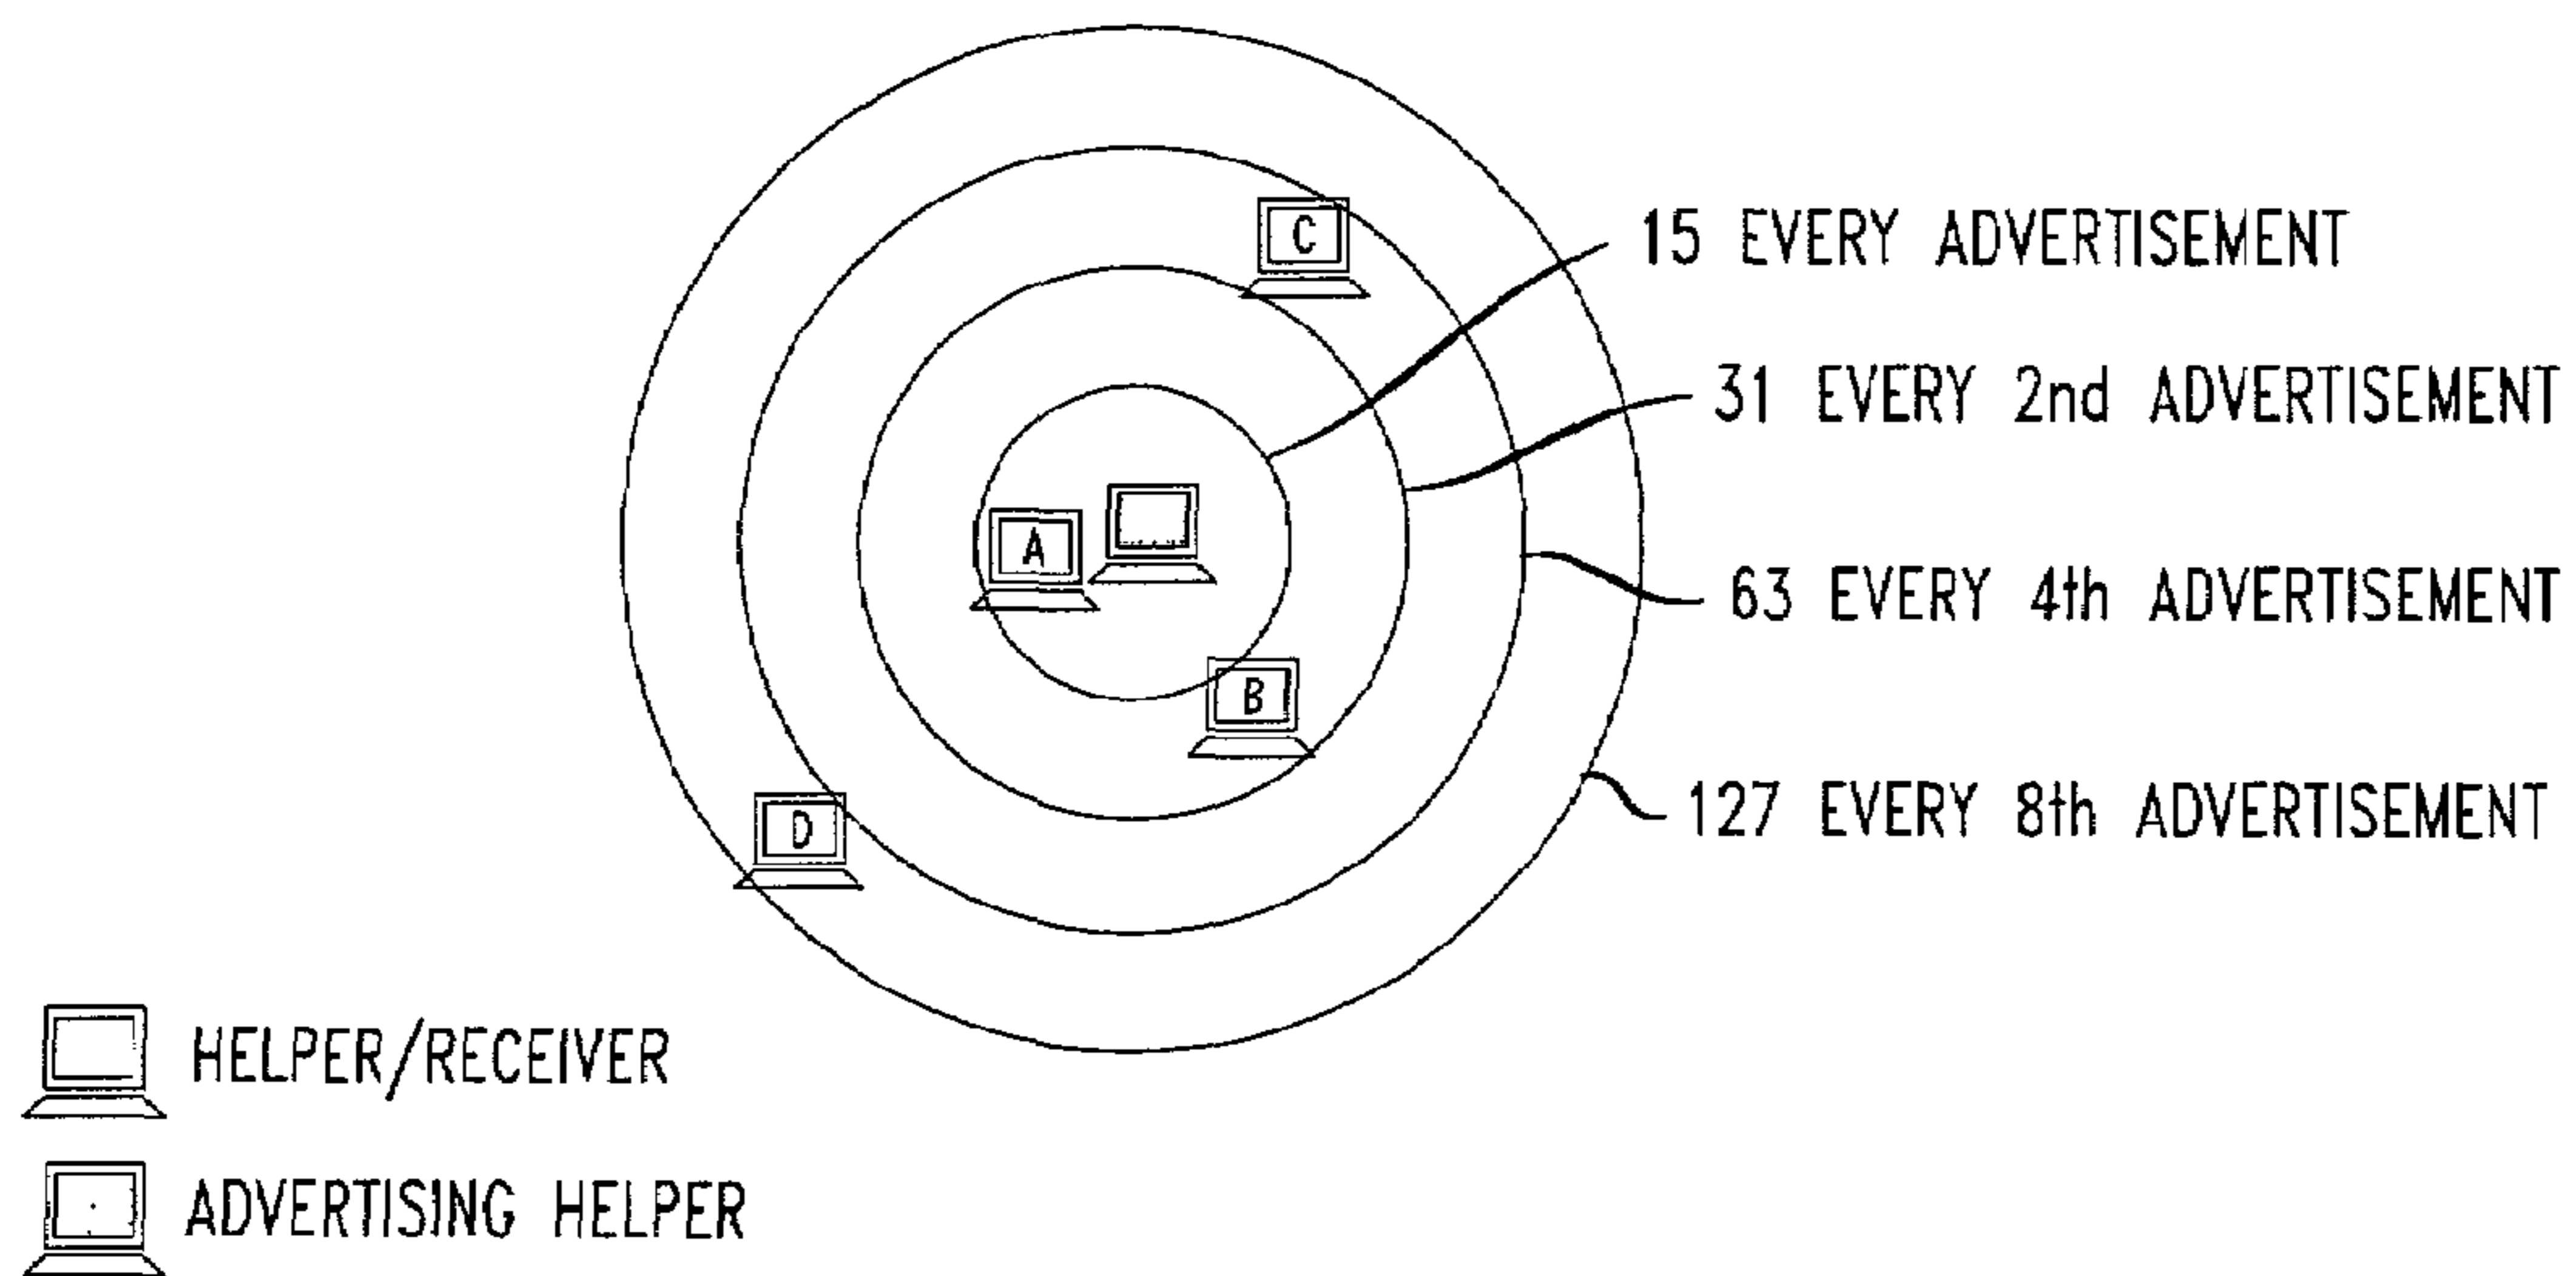 C
15 EVERY ADVERTISEMENT
31 EVERY 2nd ADVERTISEMENT
A
63 EVERY 4th ADVERTISEMENT
B
D
127 EVERY 8th ADVERTISEMENT
HELPER/RECEIVER
ADVERTISING HELPER